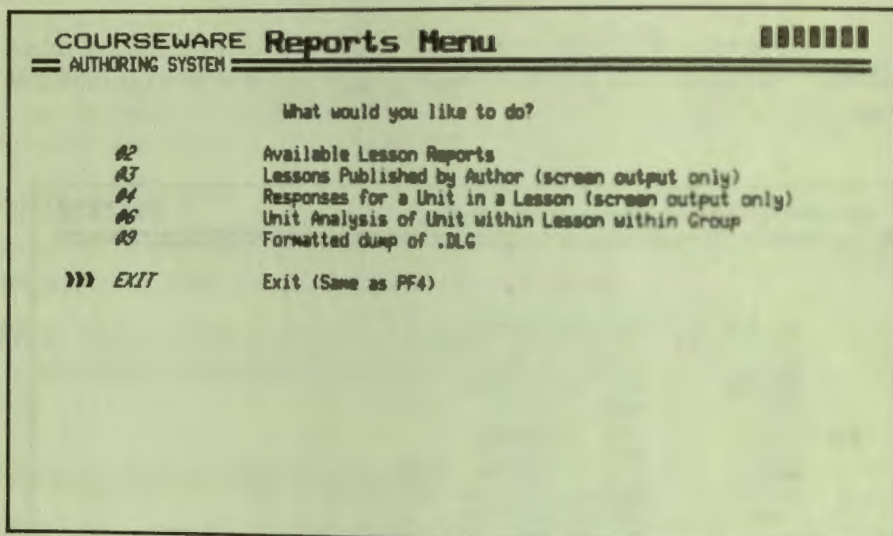 COURSEWARE Reports Menu
AUTHORING SYSTEM
What would you like to do?
02 Available Lesson Reports
03 Lessons Published by Author (screen output only)
04 Responses for a Unit in a Lesson (screen output only)
06 Unit Analysis of Unit within Lesson within Group
09 Formatted dump of .DLG
》》》 EXIT Exit (Same as PF4)